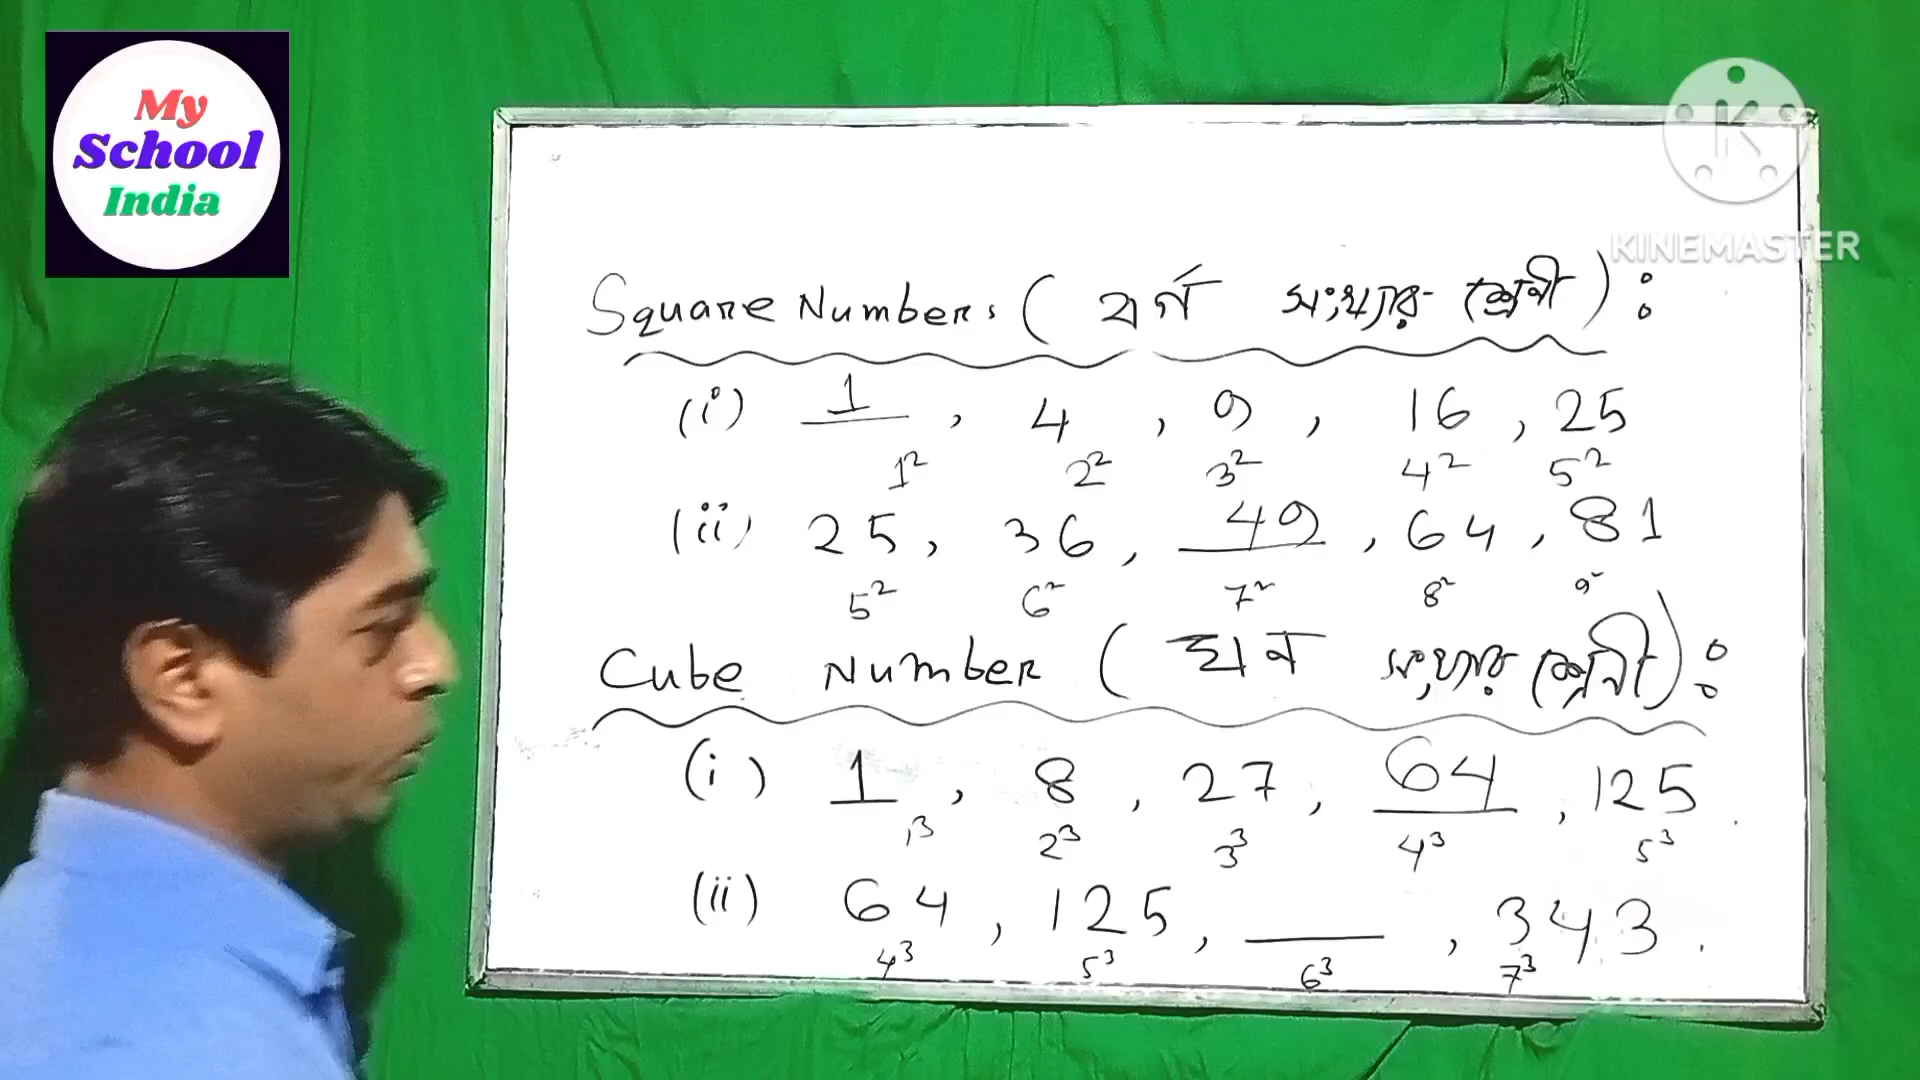 My
School
India
KINEMASTER
Square Numbers (বর্গ সংখ্যার শ্রেণী) :
(i) 1 , 4 , 9 , 16 , 25
1² 2² 3² 4² 5²
(ii) 25 , 36 , 49 , 64 , 81
5² 6² 7² 8² 9²
Cube Number (ঘন সংখ্যার শ্রেণী) :
(i) 1 , 8 , 27 , 64 , 125
1³ 2³ 3³ 4³ 5³
(ii) 64 , 125 , ____ , 343 .
4³ 5³ 6³ 7³